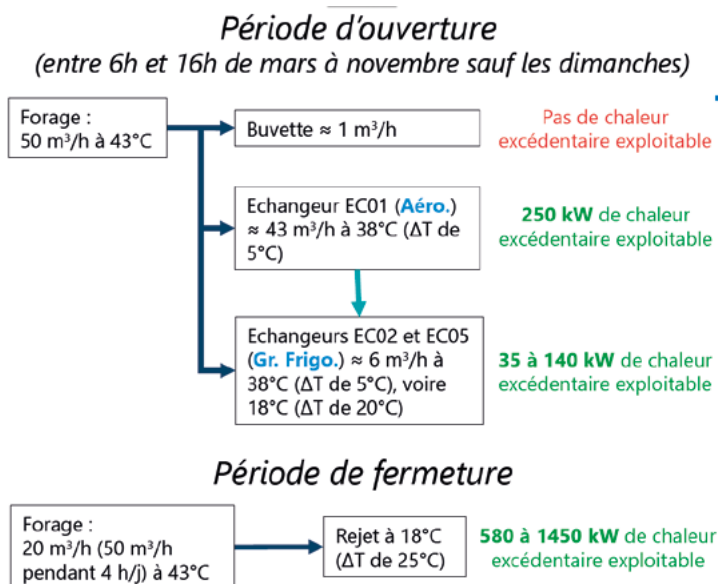 Période d'ouverture
(entre 6h et 16h de mars à novembre sauf les dimanches)
Forage :
50 m³/h à 43°C
Buvette ≈ 1 m³/h
Pas de chaleur
excédentaire exploitable
Echangeur EC01 (Aéro.)
≈ 43 m³/h à 38°C (ΔT de
5°C)
250 kW de chaleur
excédentaire exploitable
Echangeurs EC02 et EC05
(Gr. Frigo.) ≈ 6 m³/h à
38°C (ΔT de 5°C), voire
18°C (ΔT de 20°C)
35 à 140 kW de chaleur
excédentaire exploitable
Période de fermeture
Forage :
20 m³/h (50 m³/h
pendant 4 h/j) à 43°C
Rejet à 18°C
(ΔT de 25°C)
580 à 1450 kW de chaleur
excédentaire exploitable